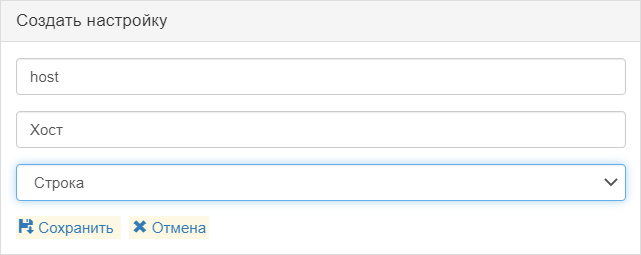 Создать настройку
host
Хост
Строка
Сохранить Отмена